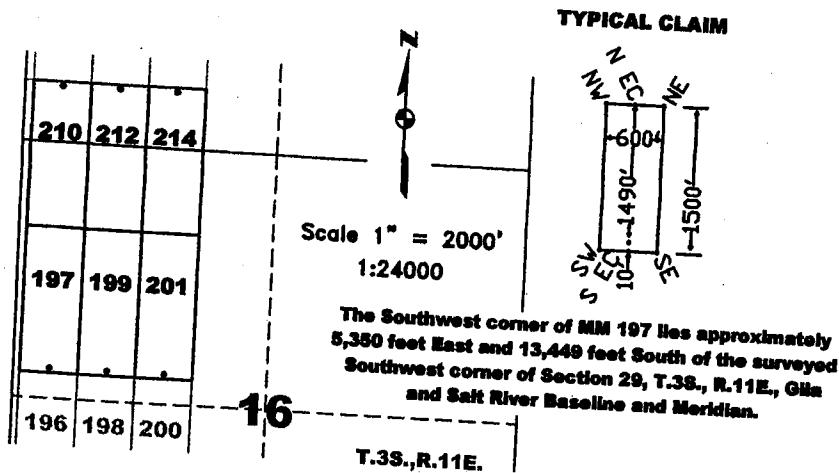 TYPICAL CLAIM
N
N EC
NW
NE
600'
1490'
1500'
10'
SW
S EC
SE
210 212 214
197 199 201
196 198 200
16
Scale 1" = 2000'
1:24000
The Southwest corner of MM 197 lies approximately
5,350 feet East and 13,449 feet South of the surveyed
Southwest corner of Section 29, T.3S., R.11E., Gila
and Salt River Baseline and Meridian.
T.3S.,R.11E.